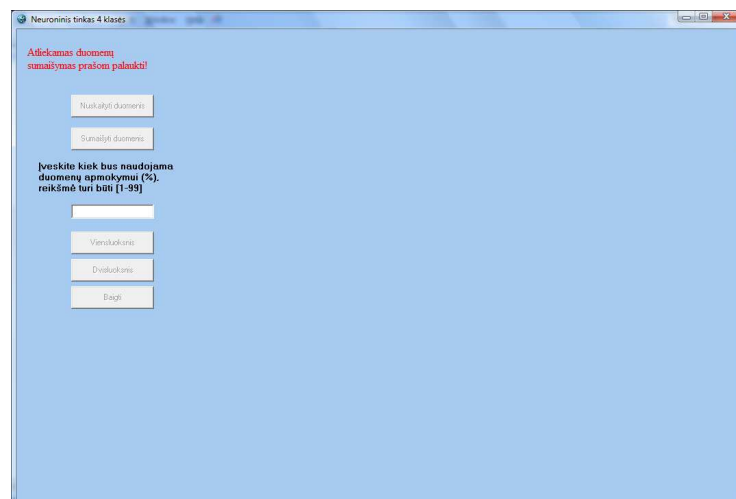 Neuroninis tinkas 4 klasės
Atliekamas duomenų
sumaišymas prašom palaukti!
Nuskaityti duomenis
Sumaišyti duomenis
Įveskite kiek bus naudojama
duomenų apmokymui (%),
reikšmė turi būti [1-99]
Viensluoksnis
Dvisluoksnis
Baigti